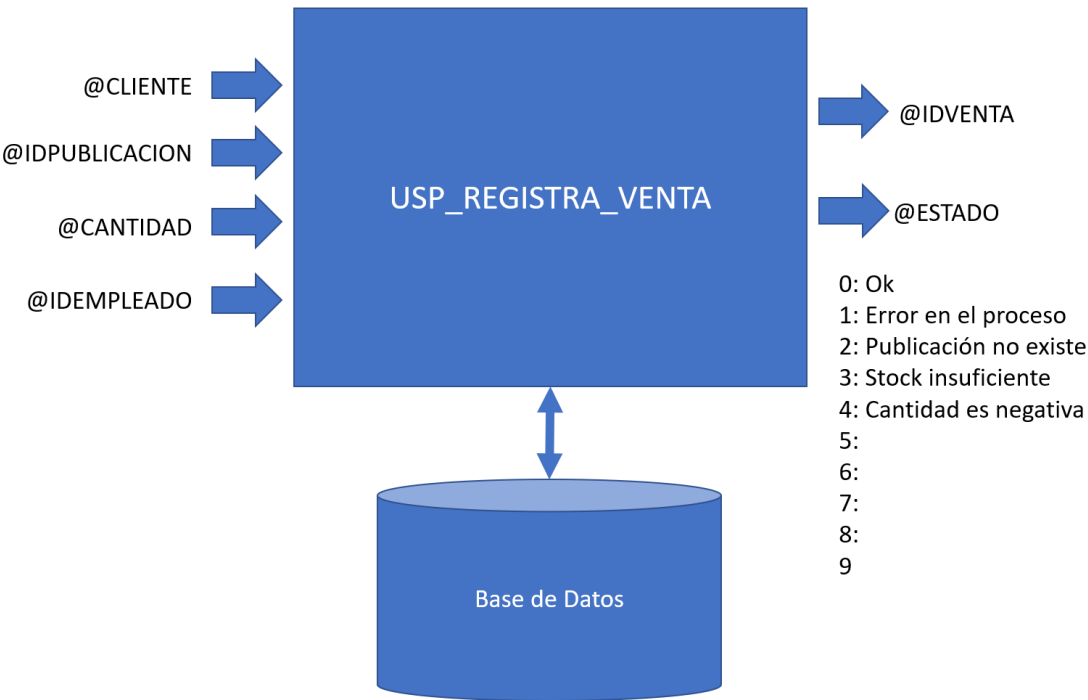 @CLIENTE
@IDPUBLICACION
@CANTIDAD
@IDEMPLEADO
USP_REGISTRA_VENTA
@IDVENTA
@ESTADO
0: Ok
1: Error en el proceso
2: Publicación no existe
3: Stock insuficiente
4: Cantidad es negativa
5:
6:
7:
8:
9
Base de Datos